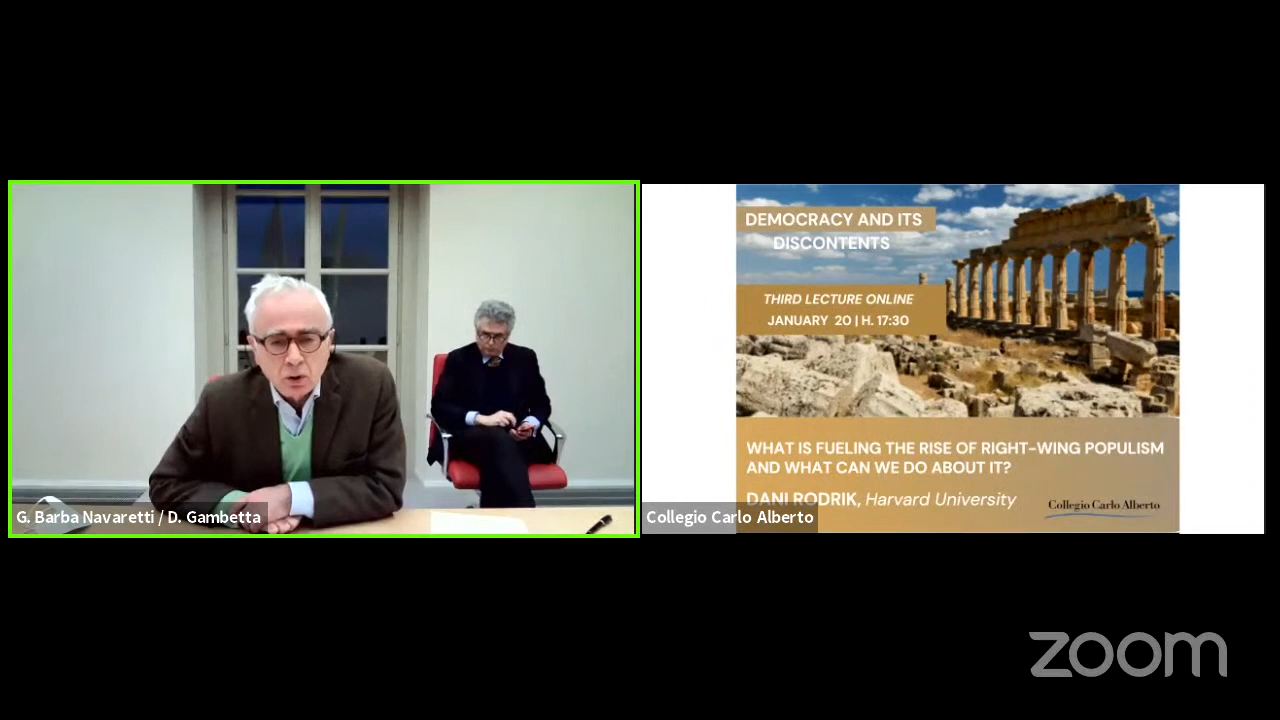 DEMOCRACY AND ITS
DISCONTENTS
THIRD LECTURE ONLINE
JANUARY 20 | H. 17:30
WHAT IS FUELING THE RISE OF RIGHT-WING POPULISM
AND WHAT CAN WE DO ABOUT IT?
DANI RODRIK, Harvard University
Collegio Carlo Alberto
G. Barba Navaretti / D. Gambetta
Collegio Carlo Alberto
zoom